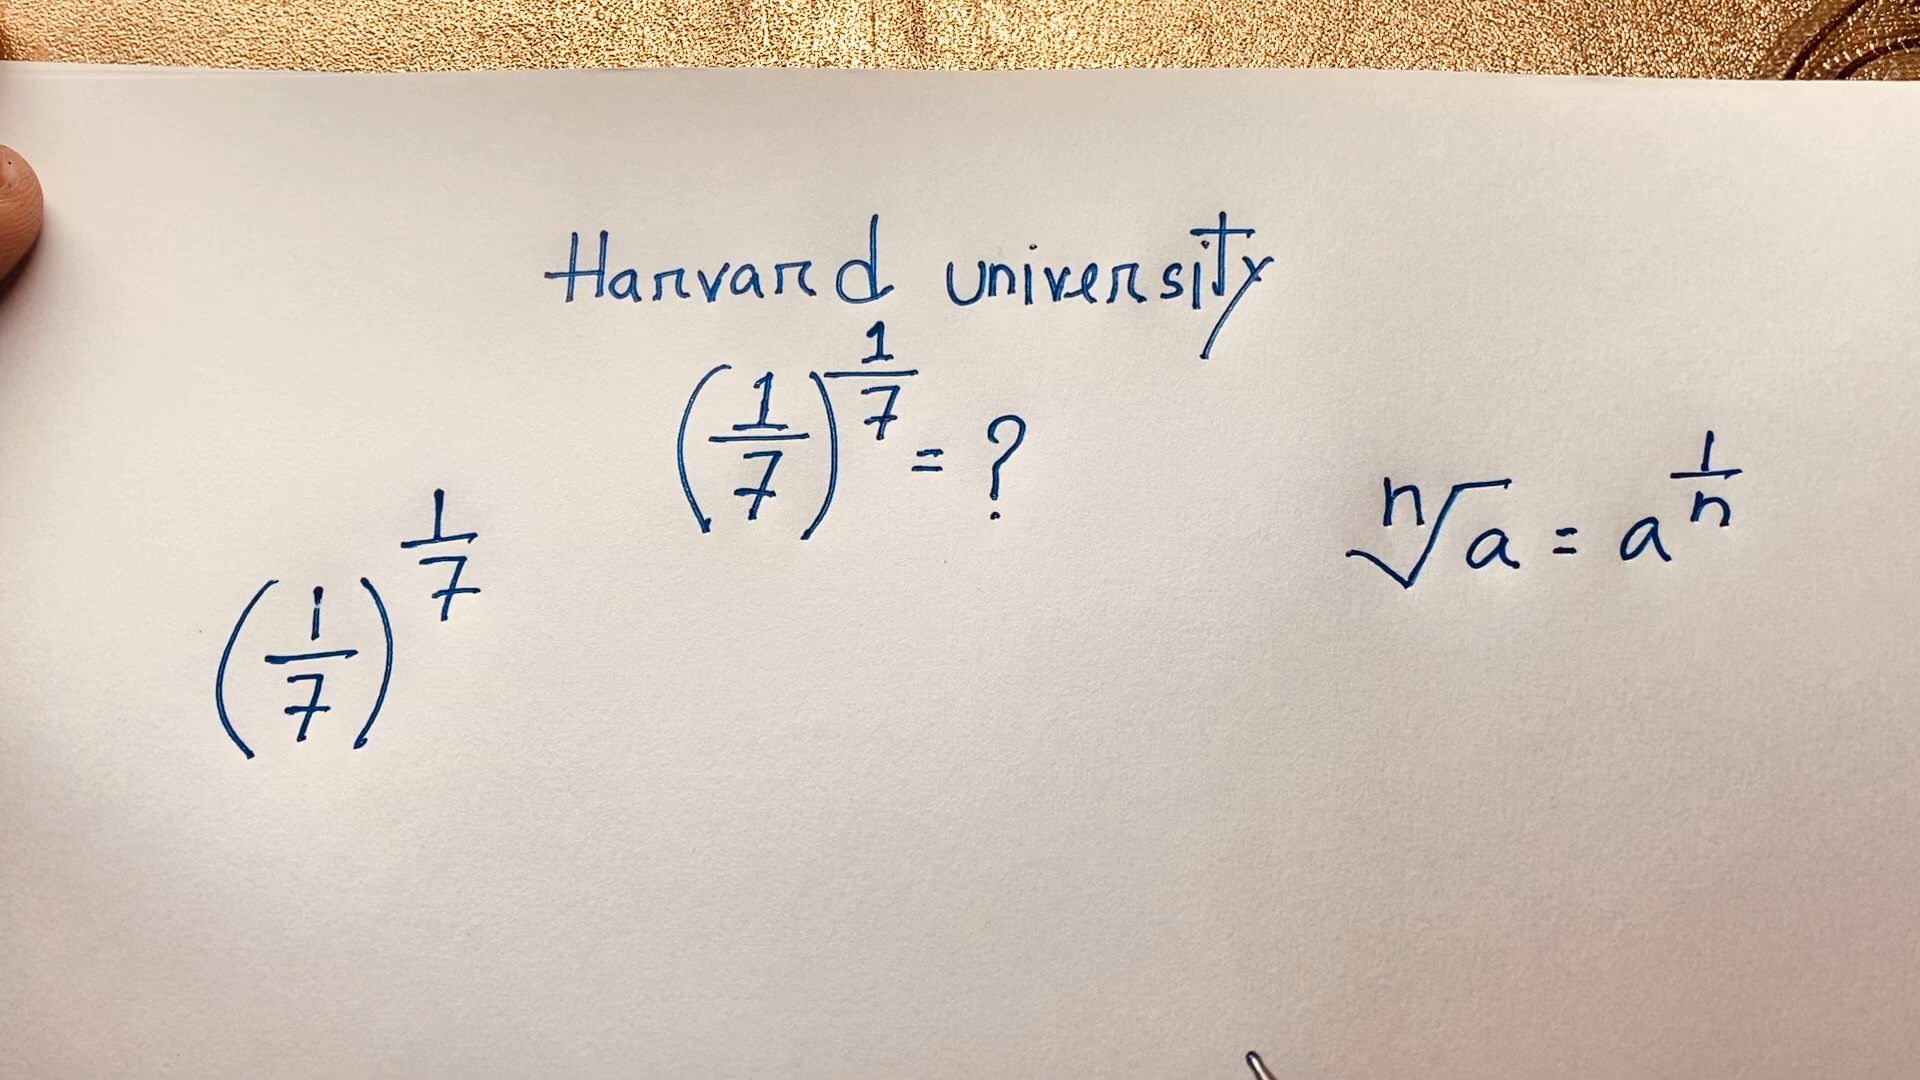 Harvard university
(1/7)^(1/7) = ?
ⁿ√a = a^(1/n)
(1/7)^(1/7)